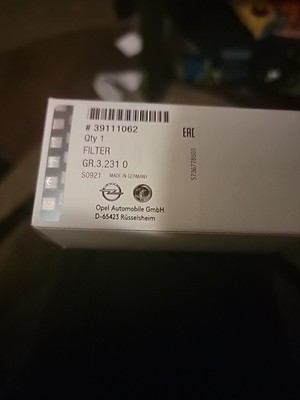 # 39111062
Qty 1
FILTER
GR.3.231 0
S0921 MADE IN GERMANY
Opel Automobile GmbH
D-65423 Rüsselsheim
EAC